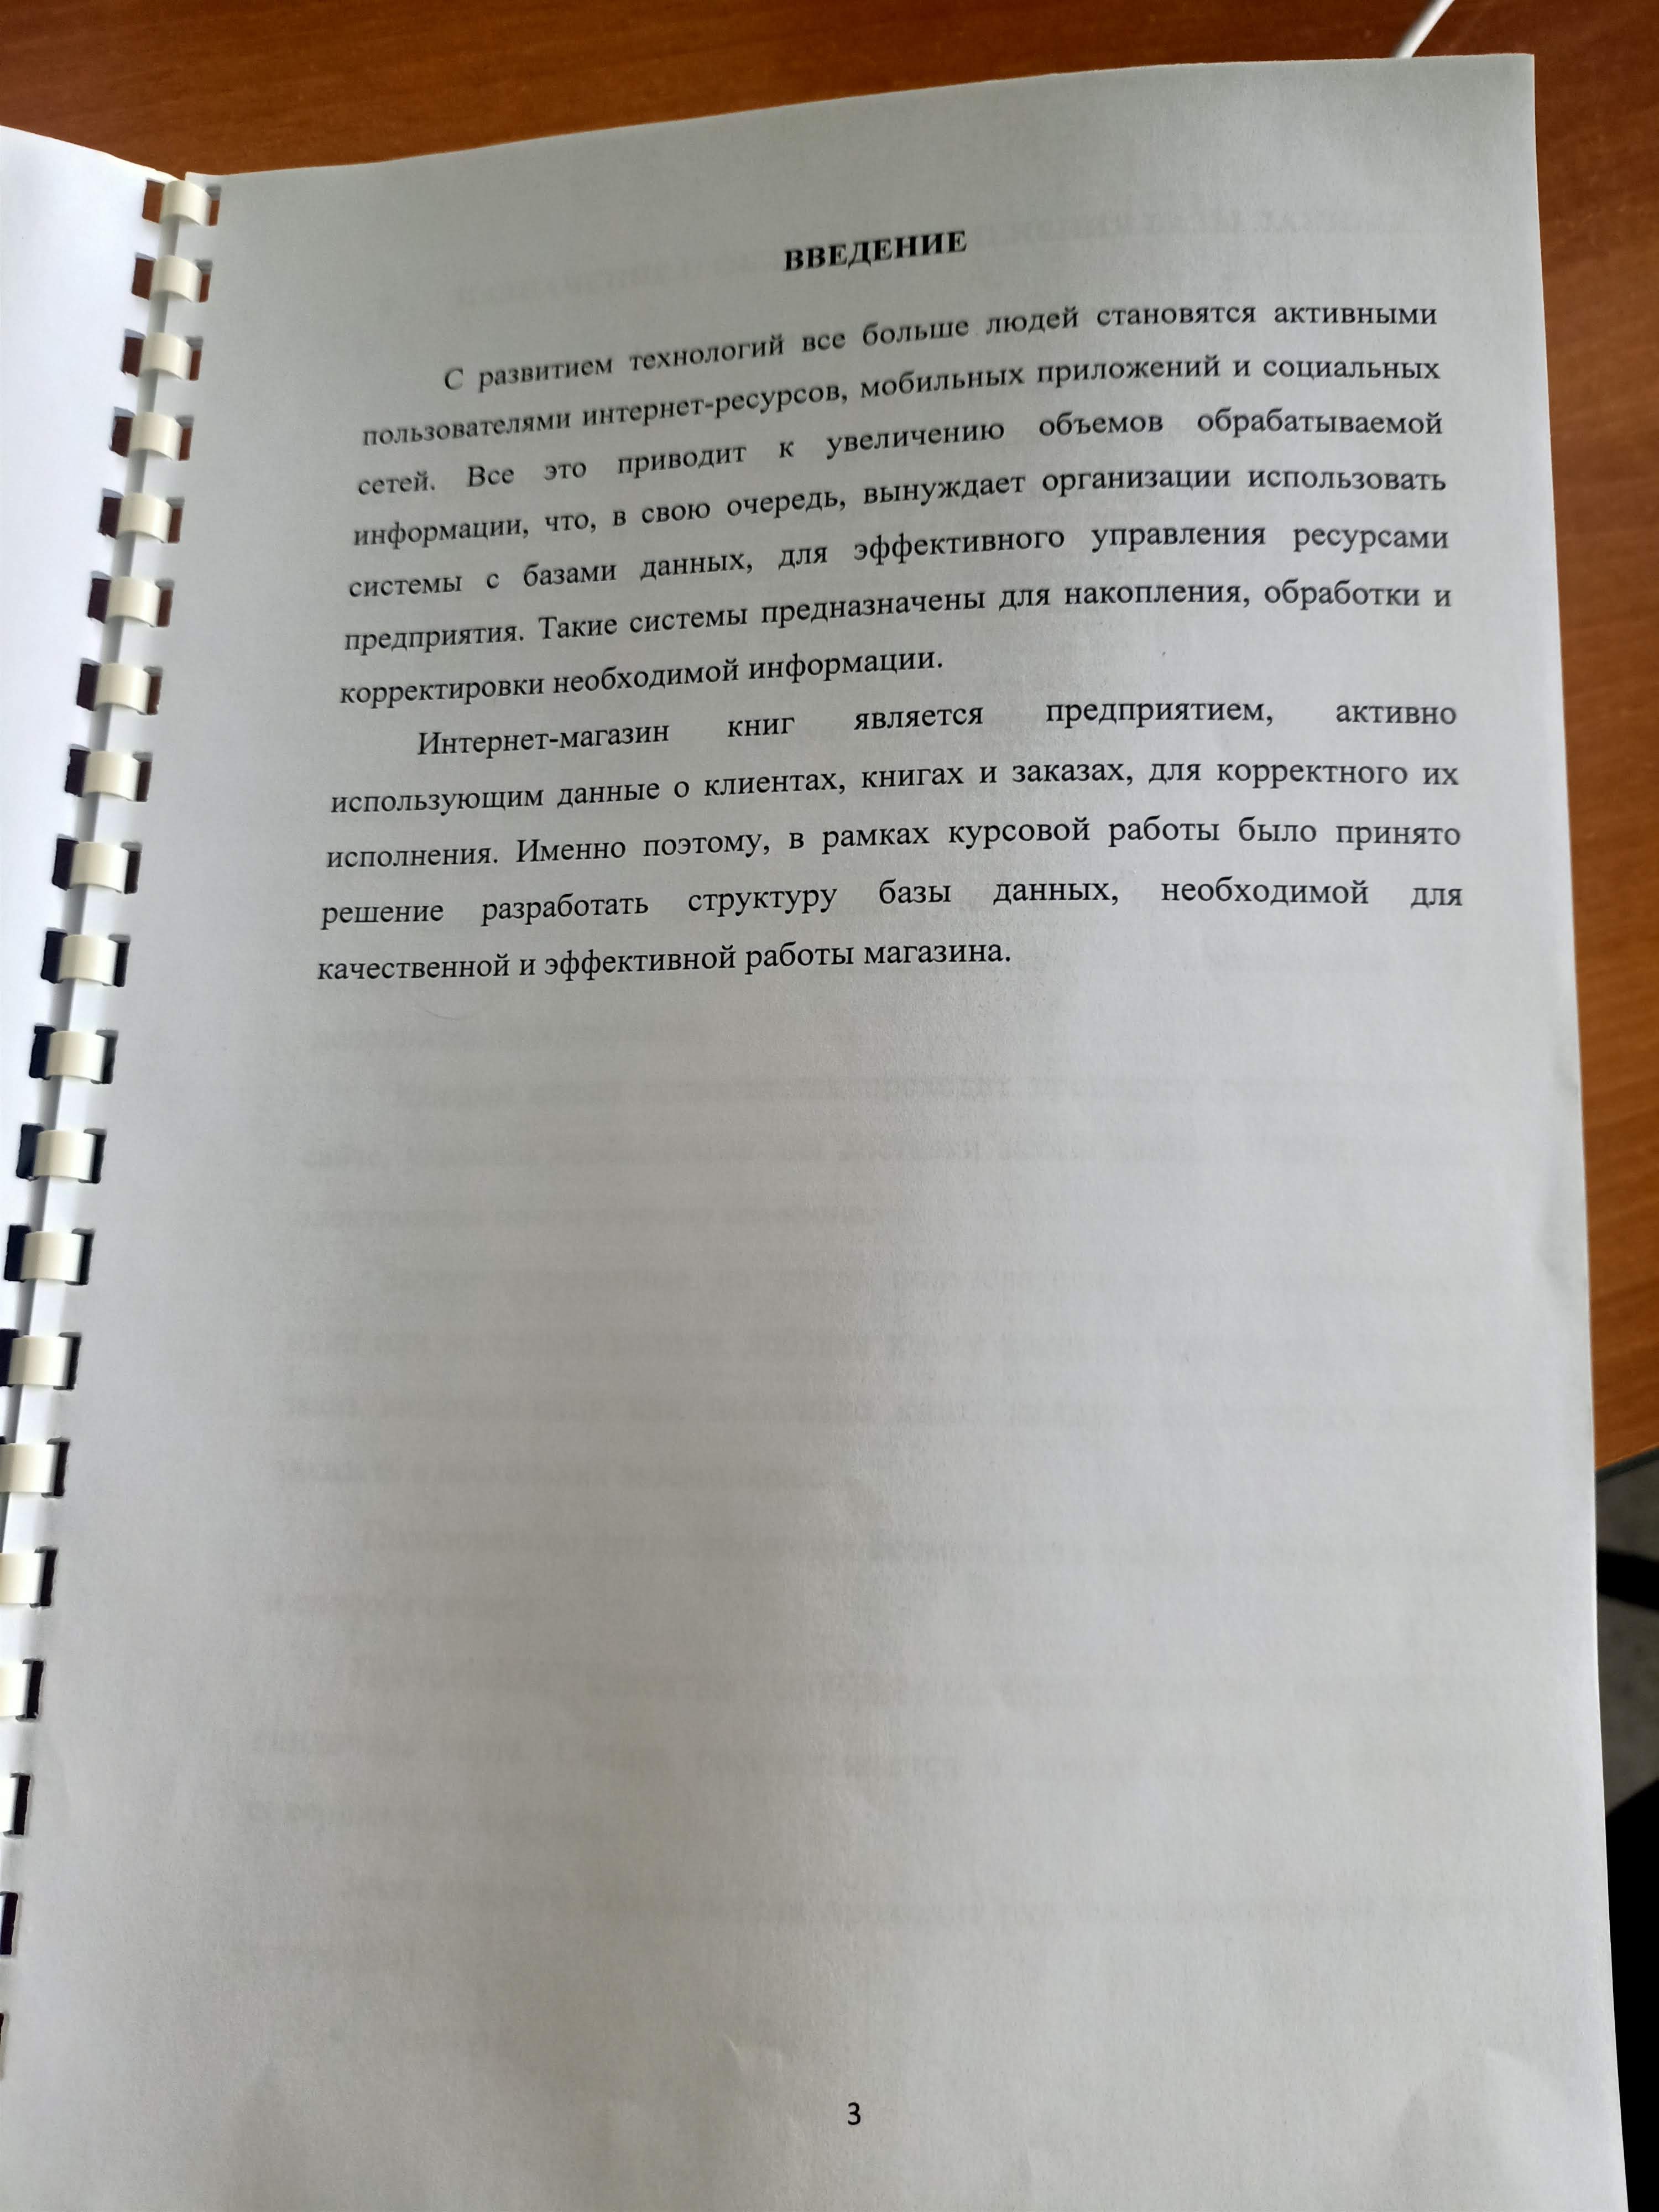 ВВЕДЕНИЕ
С развитием технологий все больше людей становятся активными
пользователями интернет-ресурсов, мобильных приложений и социальных
сетей. Все это приводит к увеличению объемов обрабатываемой
информации, что, в свою очередь, вынуждает организации использовать
системы с базами данных, для эффективного управления ресурсами
предприятия. Такие системы предназначены для накопления, обработки и
корректировки необходимой информации.
Интернет-магазин книг является предприятием, активно
использующим данные о клиентах, книгах и заказах, для корректного их
исполнения. Именно поэтому, в рамках курсовой работы было принято
решение разработать структуру базы данных, необходимой для
качественной и эффективной работы магазина.
3